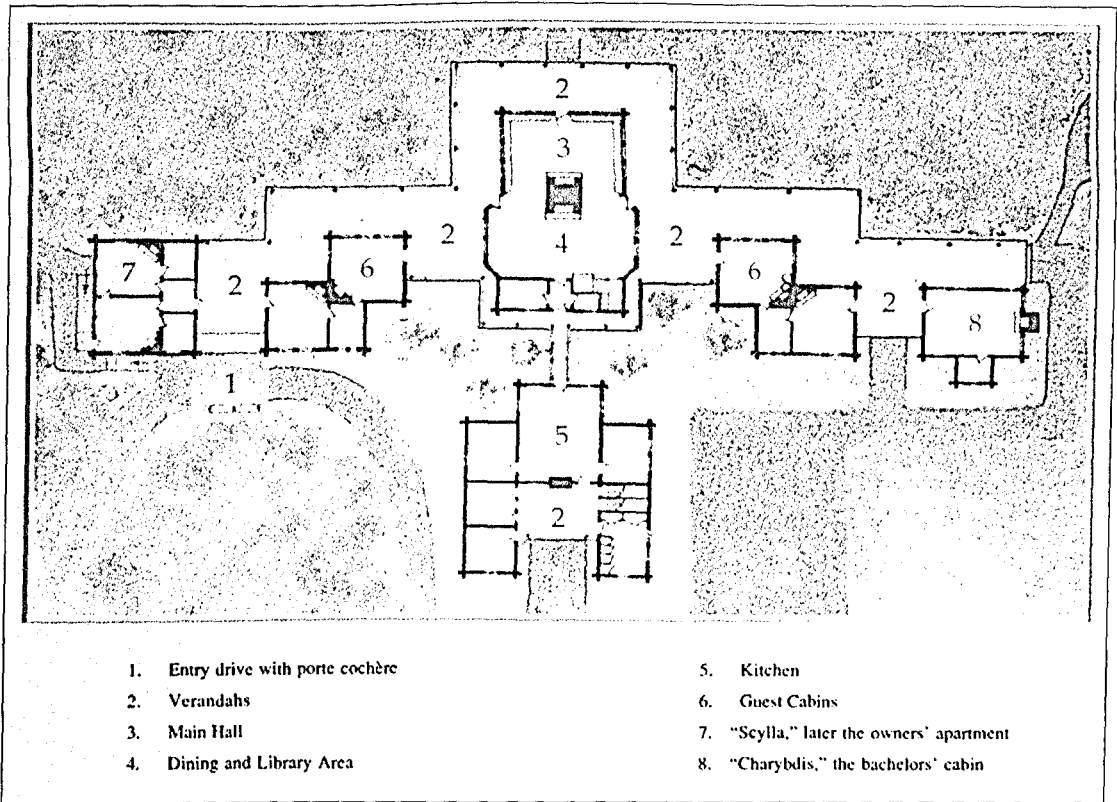 2
3
4
2
2
7
2
6
6
2
8
1
5
2
1. Entry drive with porte cochère
2. Verandahs
3. Main Hall
4. Dining and Library Area
5. Kitchen
6. Guest Cabins
7. “Scylla,” later the owners’ apartment
8. “Charybdis,” the bachelors’ cabin